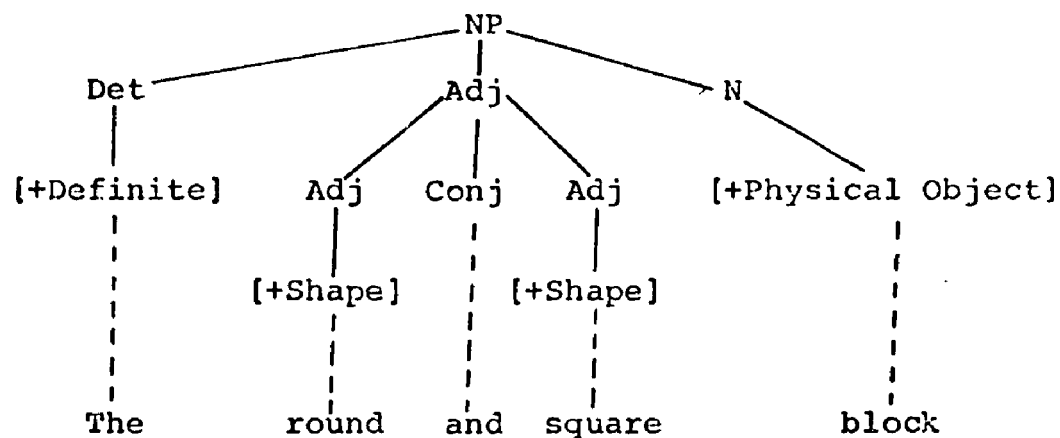 NP
Det Adj N
[+Definite] Adj Conj Adj [+Physical Object]
[+Shape] [+Shape]
The round and square block